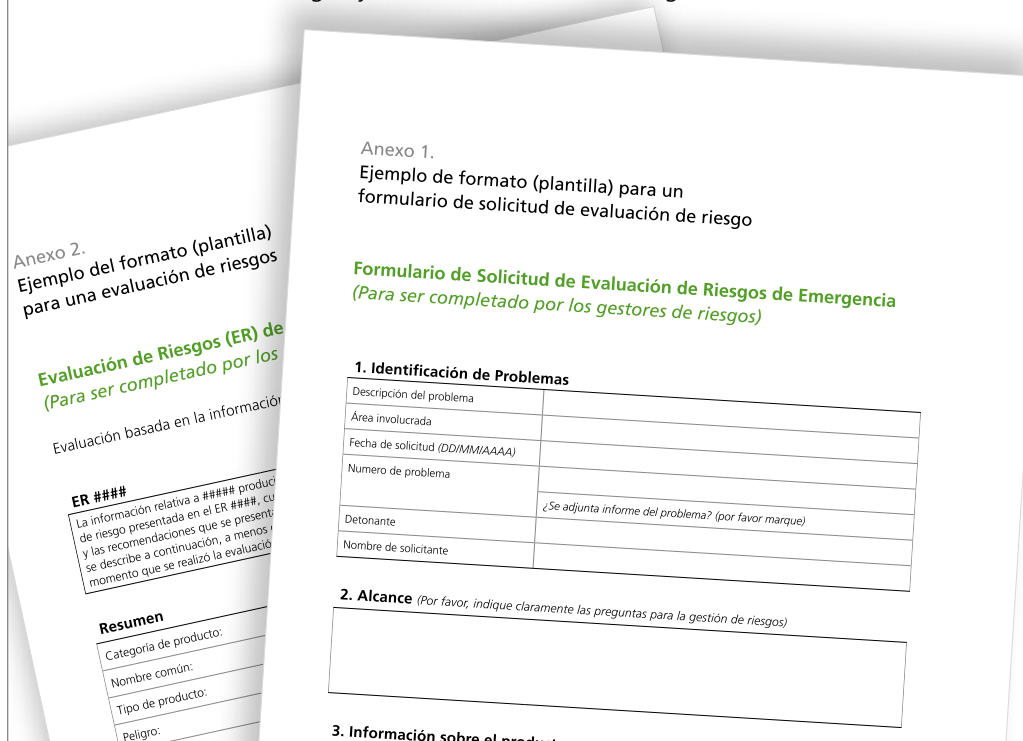 Anexo 1.
Ejemplo de formato (plantilla) para un
formulario de solicitud de evaluación de riesgo
Formulario de Solicitud de Evaluación de Riesgos de Emergencia
(Para ser completado por los gestores de riesgos)
1. Identificación de Problemas
Descripción del problema
Área involucrada
Fecha de solicitud (DD/MM/AAAA)
Numero de problema
¿Se adjunta informe del problema? (por favor marque)
Detonante
Nombre de solicitante
2. Alcance (Por favor, indique claramente las preguntas para la gestión de riesgos)
3. Información sobre el
Anexo 2.
Ejemplo del formato (plantilla)
para una evaluación de riesgos
Evaluación de Riesgos (ER) de
(Para ser completado por los
Evaluación basada en la
ER ####
La información relativa a #####
de riesgo presentada en el ER ####,
y las recomendaciones que se
se describe a continuación, a menos
momento que se realizó la
Resumen
Categoría de producto:
Nombre común:
Tipo de producto:
Peligro: